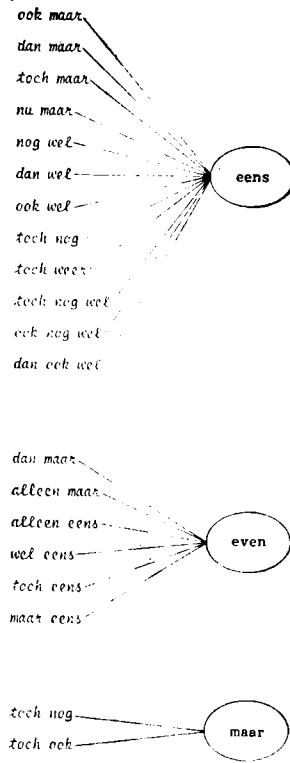 ook maar
dan maar
toch maar
nu maar
nog wel
dan wel
eens
ook wel
toch nog
toch weer
toch nog wel
ook nog wel
dan ook wel
dan maar
alleen maar
alleen eens
even
wel eens
toch eens
maar eens
toch nog
maar
toch ook